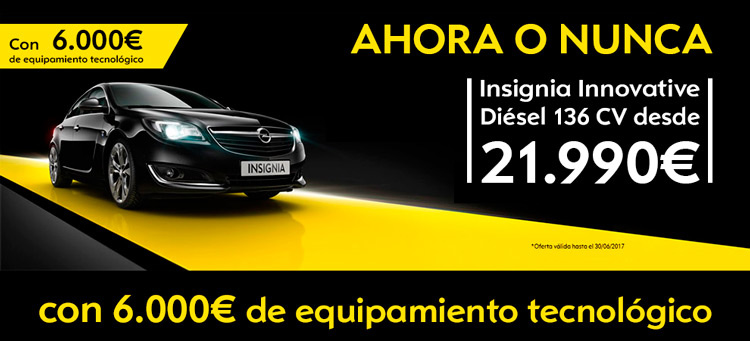 Con 6.000€
de equipamiento tecnológico
AHORA O NUNCA
Insignia Innovative
Diésel 136 CV desde
21.990€
INSIGNIA
*Oferta válida hasta el 30/06/2017
con 6.000€ de equipamiento tecnológico